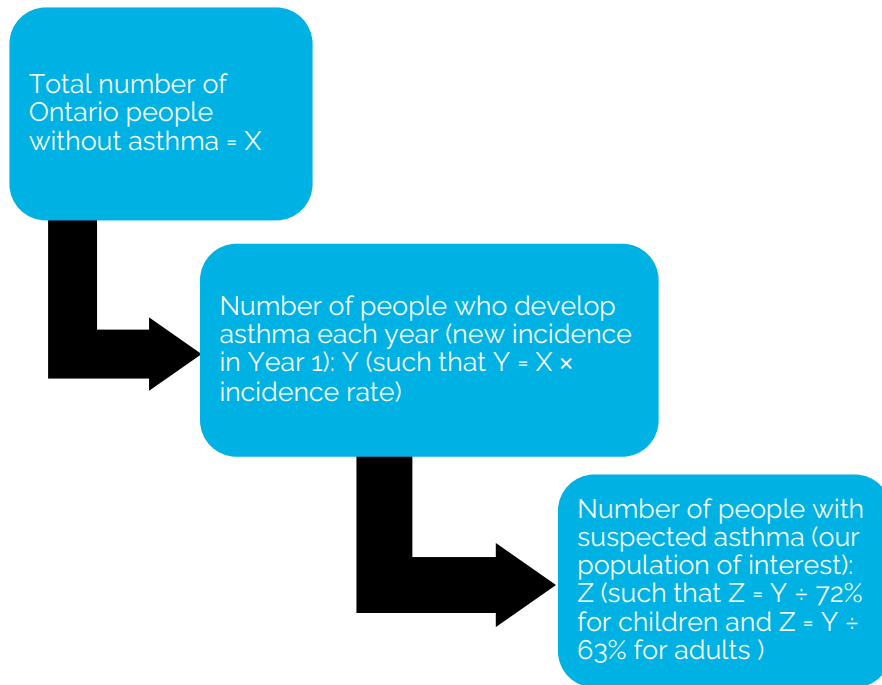 Total number of
Ontario people
without asthma = X
Number of people who develop
asthma each year (new incidence
in Year 1): Y (such that Y = X ×
incidence rate)
Number of people with
suspected asthma (our
population of interest):
Z (such that Z = Y ÷ 72%
for children and Z = Y ÷
63% for adults )